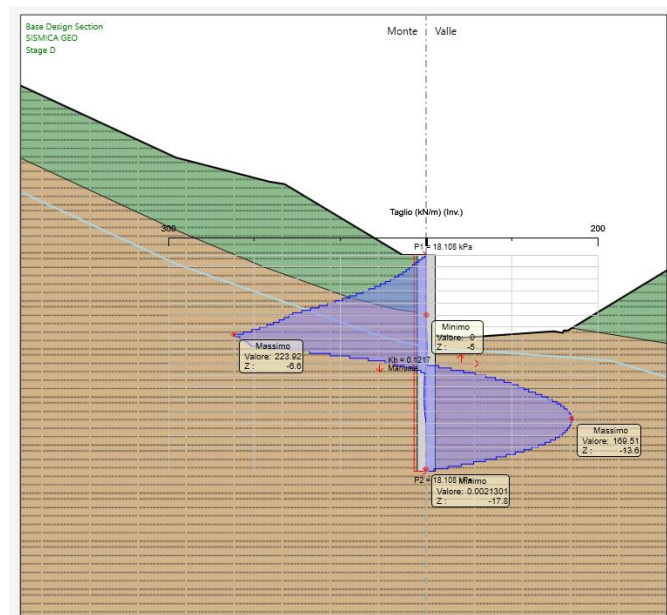 Base Design Section
SISMICA GEO
Stage D
Monte
Valle
Taglio (kN/m) (Inv.)
300
200
P1 = 18.108 kPa
Minimo
Valore: 0
Z : -5
Massimo
Valore: 223.92
Z : -6.6
Kh = 0.1217
Manuale
Massimo
Valore: 169.51
Z : -13.6
P2 = 18.108 kPa
Minimo
Valore: 0.0021301
Z : -17.8